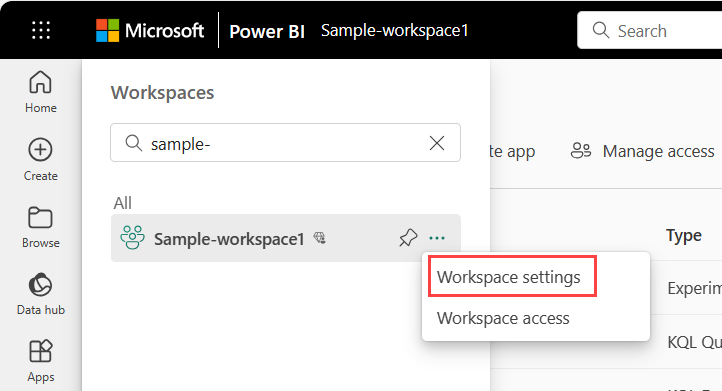 Microsoft Power BI Sample-workspace1 Search
Home
Create
Browse
Data hub
Apps
Workspaces
sample-
All
Sample-workspace1
Workspace settings
Workspace access
te app Manage access
Type
Experim
KQL Qu